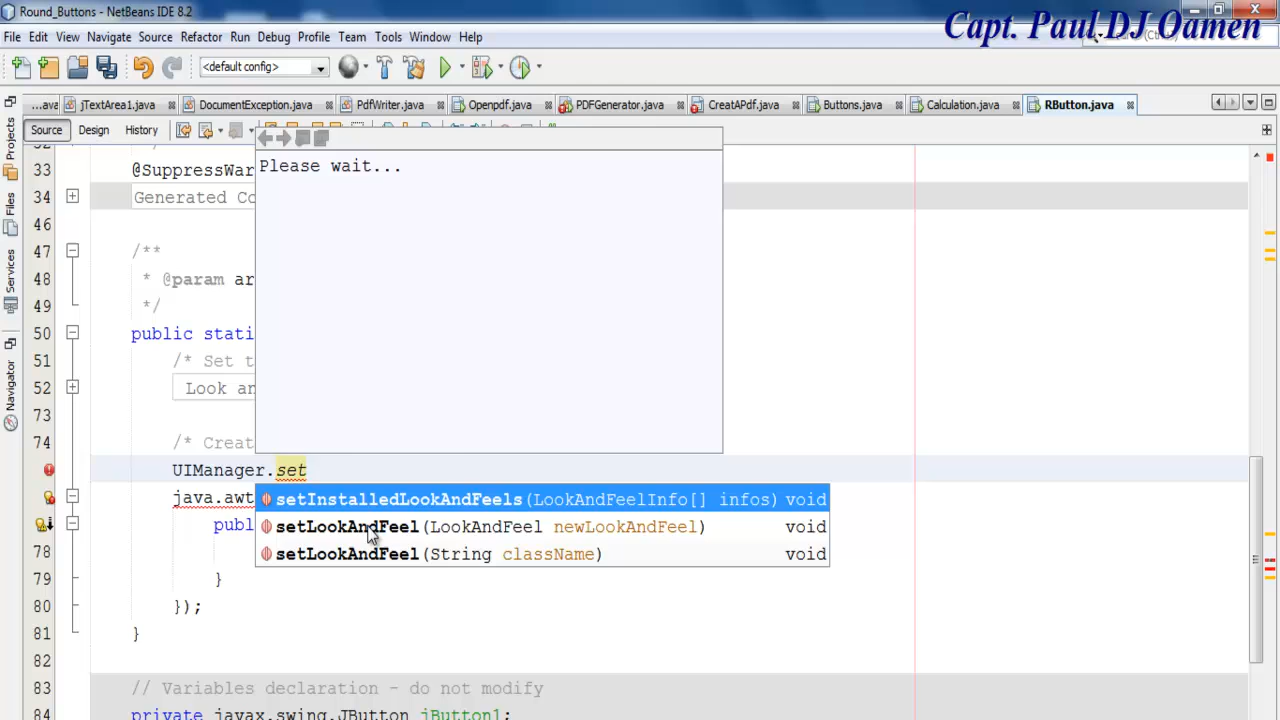 Round_Buttons - NetBeans IDE 8.2
Capt. Paul DJ Oamen
File Edit View Navigate Source Refactor Run Debug Profile Team Tools Window Help
<default config>
...ava jTextArea1.java DocumentException.java PdfWriter.java Openpdf.java PDFGenerator.java CreatAPdf.java Buttons.java Calculation.java RButton.java
Source Design History
Projects
Files
Services
Navigator
Please wait...
33 @SuppressWar
34 Generated Co
46
47 /**
48 * @param ar
49 */
50 public stati
51 /* Set t
52 Look an
73
74 /* Creat
UIManager.set
java.awt
setInstalledLookAndFeels(LookAndFeelInfo[] infos) void
publ
setLookAndFeel(LookAndFeel newLookAndFeel) void
78 setLookAndFeel(String className) void
79 }
80 });
81 }
82
83 // Variables declaration - do not modify
84 private javax.swing.JButton jButton1;